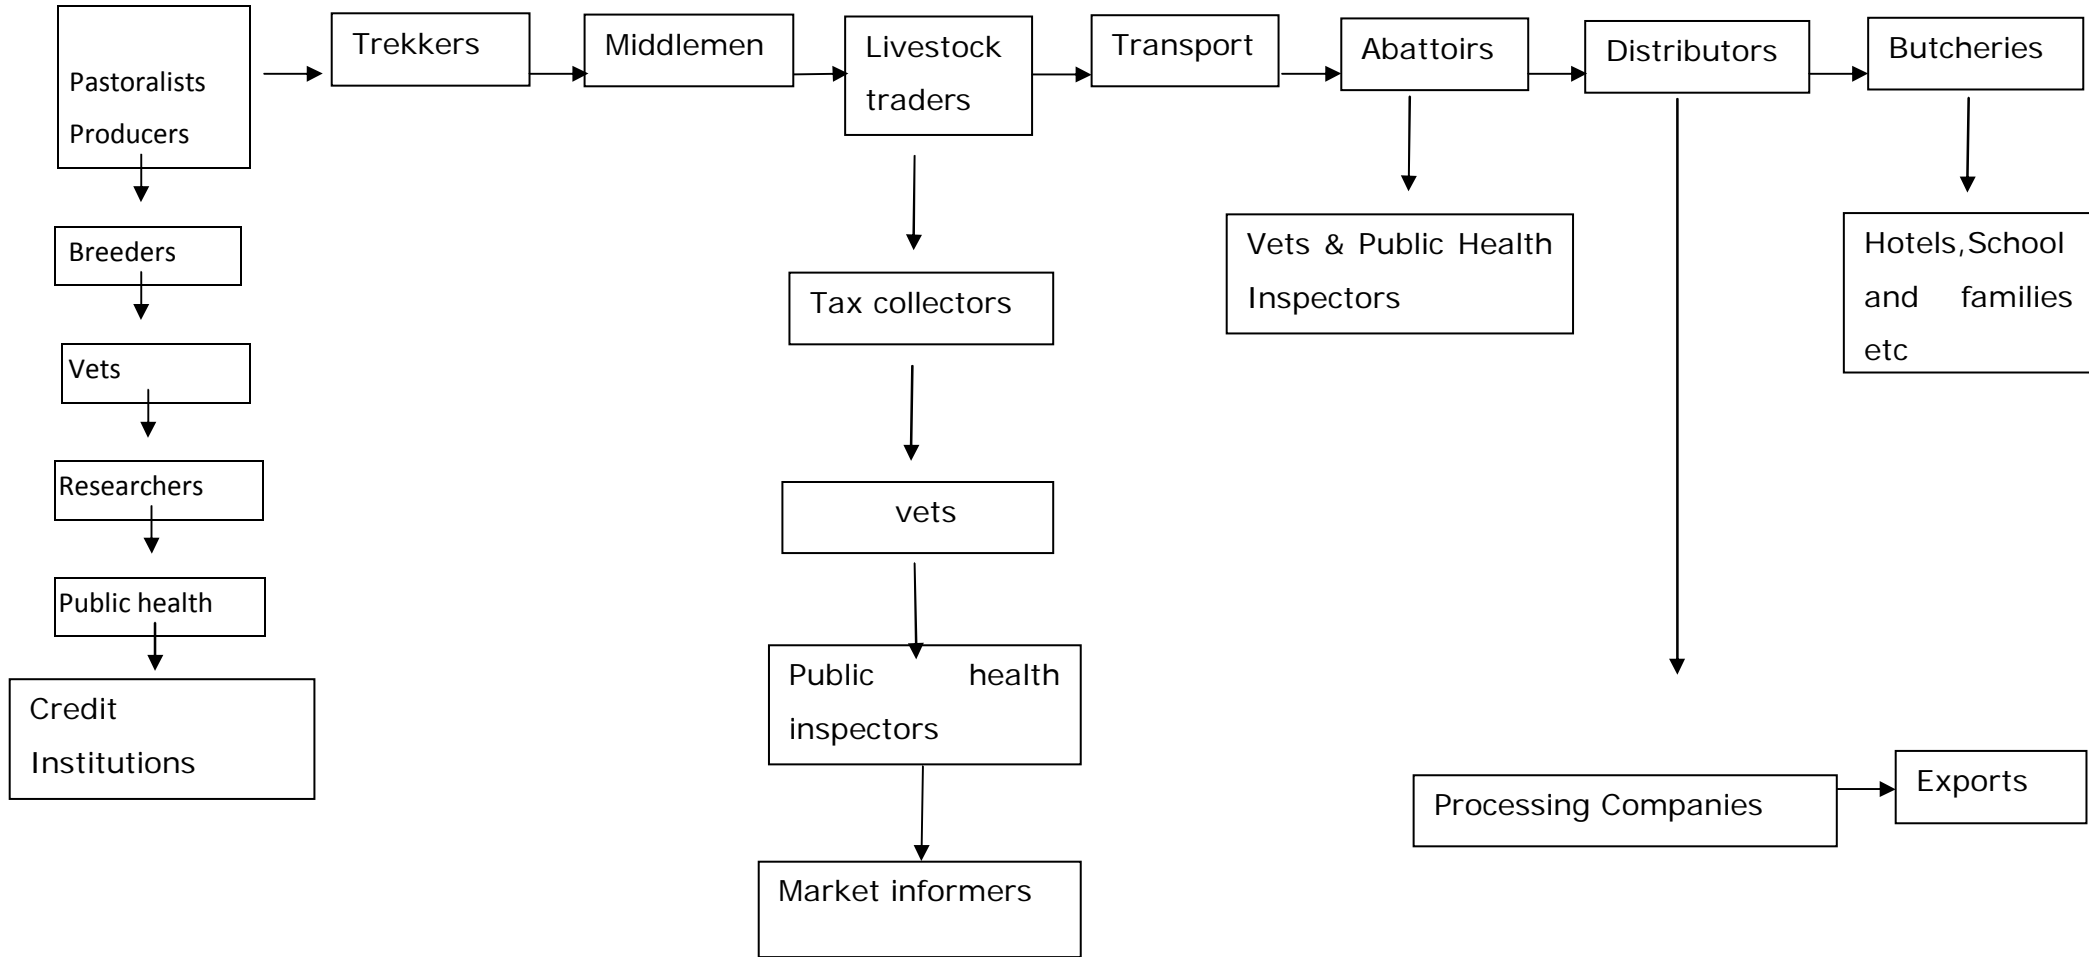 Pastoralists
Producers
Trekkers
Middlemen
Livestock
traders
Transport
Abattoirs
Distributors
Butcheries
Breeders
Vets
Researchers
Public health
Credit
Institutions
Tax collectors
vets
Public health
inspectors
Market informers
Vets & Public Health
Inspectors
Hotels,School
and families
etc
Processing Companies
Exports